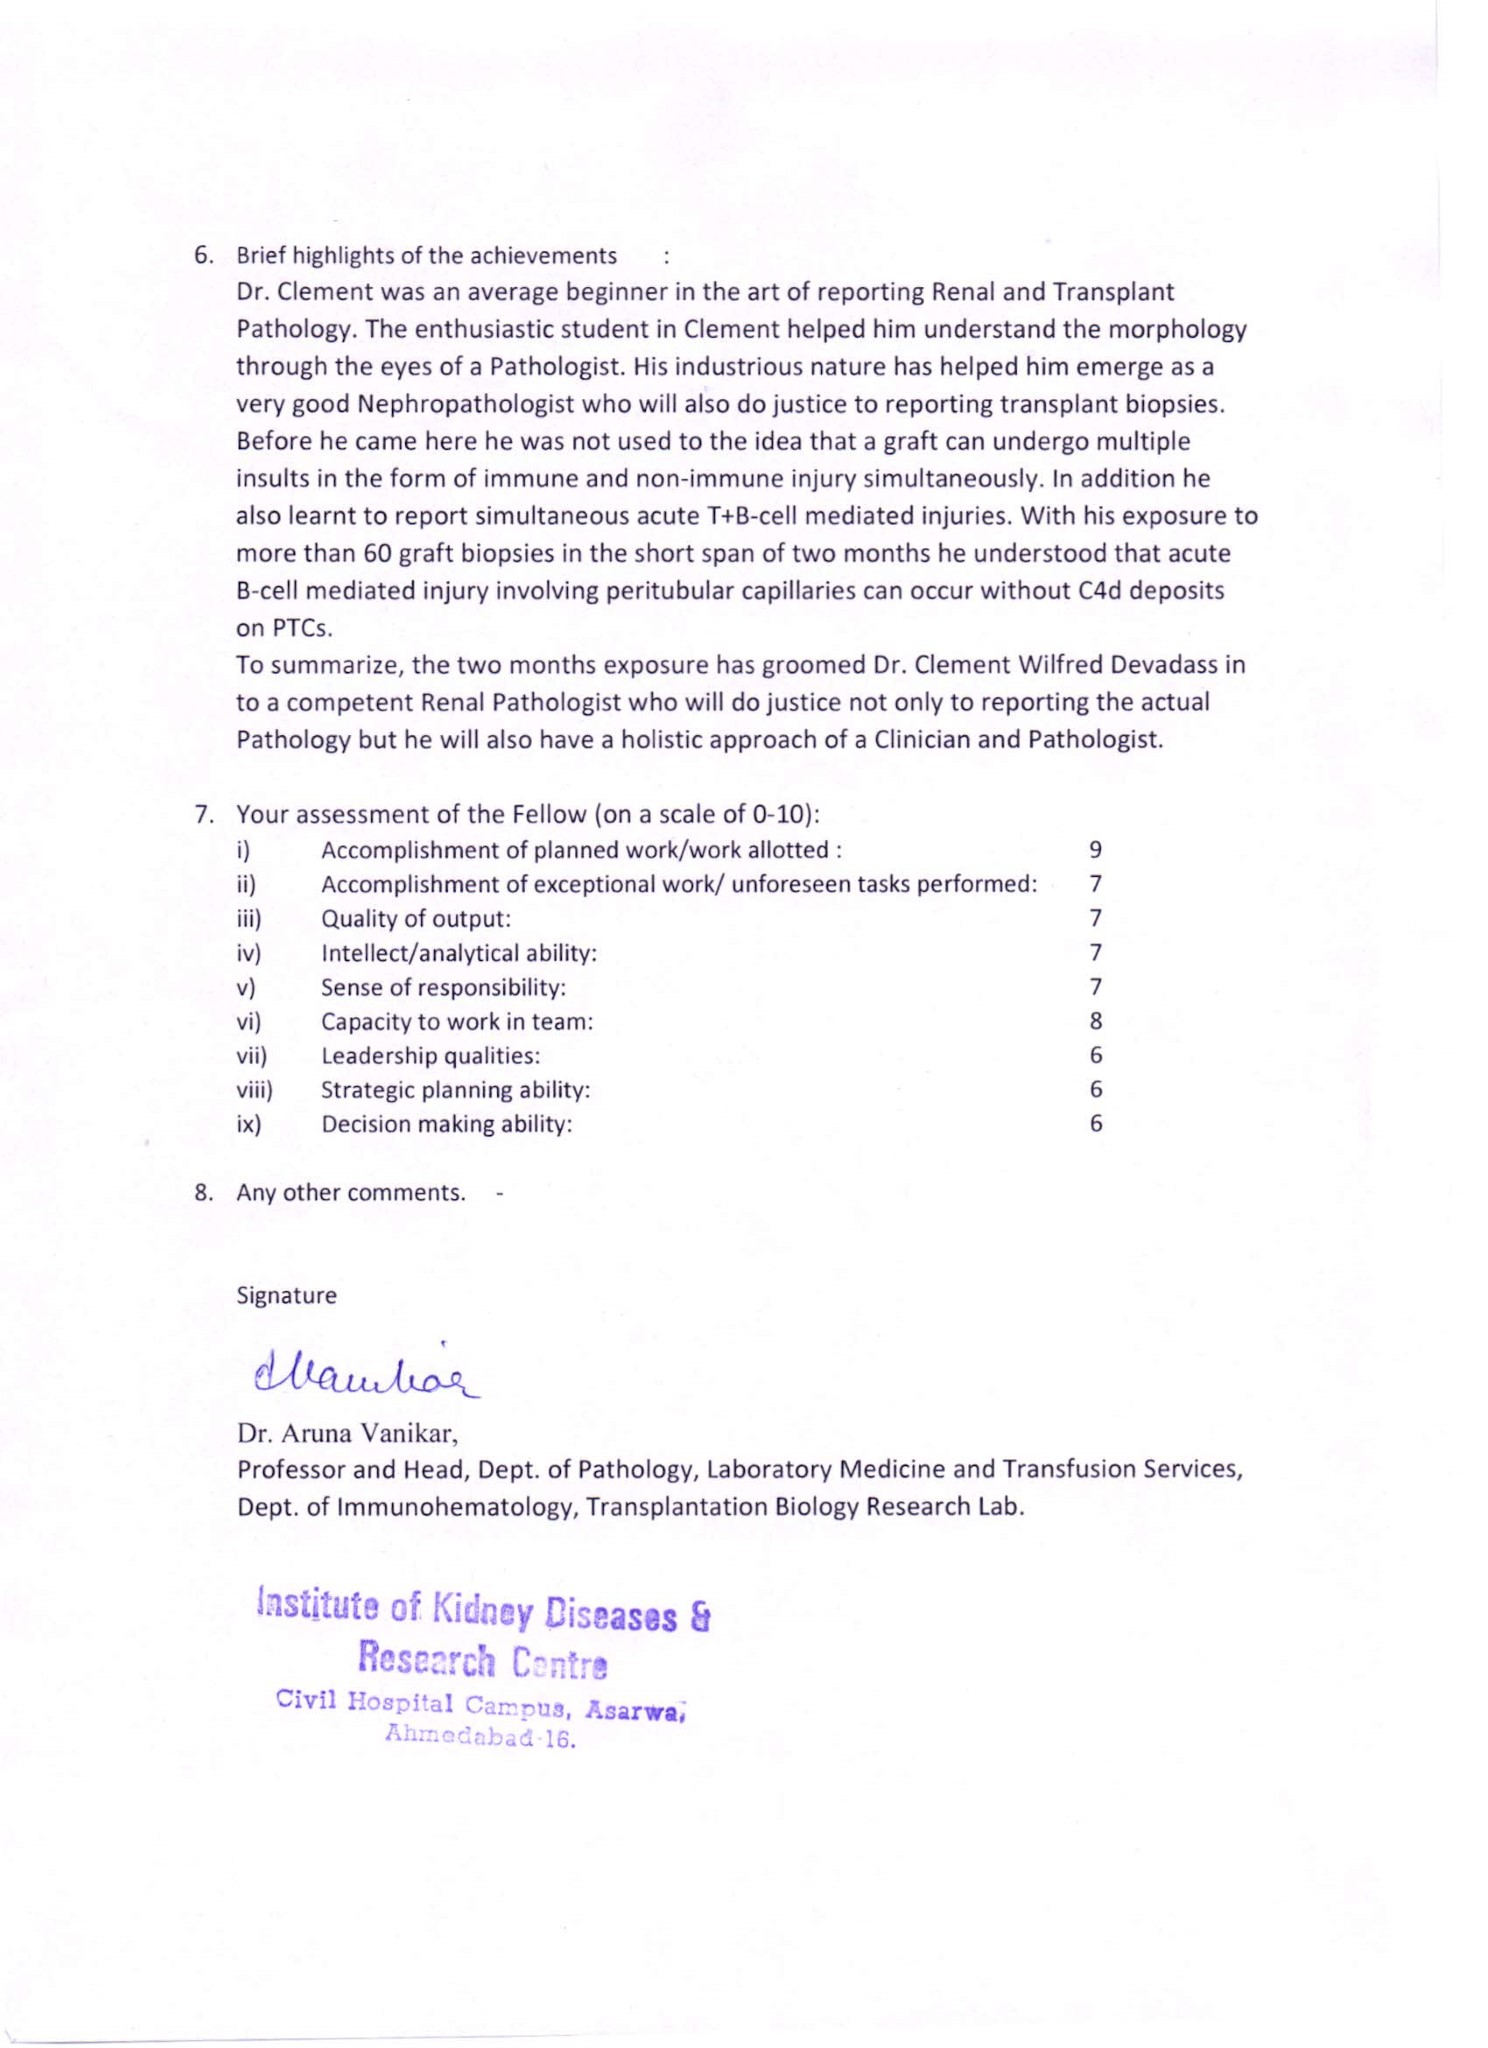 6. Brief highlights of the achievements :
Dr. Clement was an average beginner in the art of reporting Renal and Transplant
Pathology. The enthusiastic student in Clement helped him understand the morphology
through the eyes of a Pathologist. His industrious nature has helped him emerge as a
very good Nephropathologist who will also do justice to reporting transplant biopsies.
Before he came here he was not used to the idea that a graft can undergo multiple
insults in the form of immune and non-immune injury simultaneously. In addition he
also learnt to report simultaneous acute T+B-cell mediated injuries. With his exposure to
more than 60 graft biopsies in the short span of two months he understood that acute
B-cell mediated injury involving peritubular capillaries can occur without C4d deposits
on PTCs.
To summarize, the two months exposure has groomed Dr. Clement Wilfred Devadass in
to a competent Renal Pathologist who will do justice not only to reporting the actual
Pathology but he will also have a holistic approach of a Clinician and Pathologist.
7. Your assessment of the Fellow (on a scale of 0-10):
i) Accomplishment of planned work/work allotted : 9
ii) Accomplishment of exceptional work/ unforeseen tasks performed: 7
iii) Quality of output: 7
iv) Intellect/analytical ability: 7
v) Sense of responsibility: 7
vi) Capacity to work in team: 8
vii) Leadership qualities: 6
viii) Strategic planning ability: 6
ix) Decision making ability: 6
8. Any other comments. -
Signature
Dr. Aruna Vanikar,
Professor and Head, Dept. of Pathology, Laboratory Medicine and Transfusion Services,
Dept. of Immunohematology, Transplantation Biology Research Lab.
Institute of Kidney Diseases &
Research Centre
Civil Hospital Campus, Asarwa,
Ahmedabad-16.